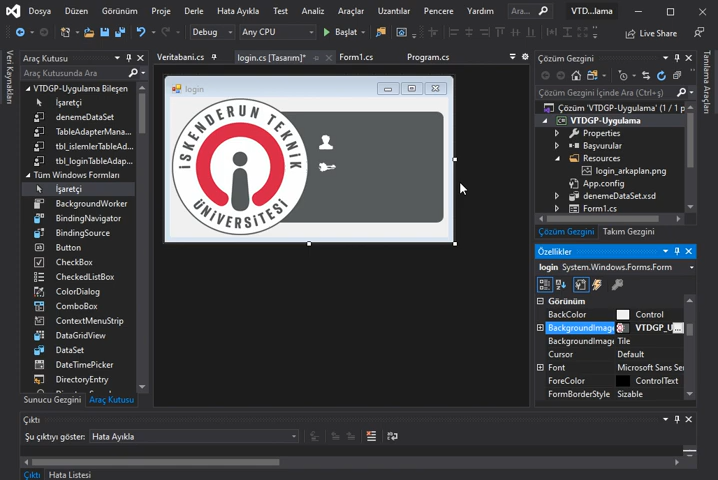 Dosya Düzen Görünüm Proje Derle Hata Ayıkla Test Analiz Araçlar Uzantılar Pencere Yardım Ara... VTD...lama
Debug Any CPU Başlat Live Share
Veri Kaynakları
Araç Kutusu
Araç Kutusunda Ara
VTDGP-Uygulama Bileşen
İşaretçi
denemeDataSet
TableAdapterMana...
tbl_islemlerTableAd...
tbl_loginTableAdap...
Tüm Windows Formları
İşaretçi
BackgroundWorker
BindingNavigator
BindingSource
Button
CheckBox
CheckedListBox
ColorDialog
ComboBox
ContextMenuStrip
DataGridView
DataSet
DateTimePicker
DirectoryEntry
Sunucu Gezgini Araç Kutusu
Veritabani.cs login.cs [Tasarım]* Form1.cs Program.cs
login
İSKENDERUN TEKNİK
ÜNİVERSİTESİ
Çözüm Gezgini
Çözüm Gezgini İçinde Ara (Ctrl+ş)
Çözüm 'VTDGP-Uygulama' (1 / 1 p
VTDGP-Uygulama
Properties
Başvurular
Resources
login_arkaplan.png
App.config
denemeDataSet.xsd
Form1.cs
Çözüm Gezgini Takım Gezgini
Tanılama Araçları
Özellikler
login System.Windows.Forms.Form
Görünüm
BackColor Control
BackgroundImage VTDGP_U ...
BackgroundImage Tile
Cursor Default
Font Microsoft Sans Ser
ForeColor ControlText
FormBorderStyle Sizable
Çıktı
Şu çıktıyı göster: Hata Ayıkla
Çıktı Hata Listesi